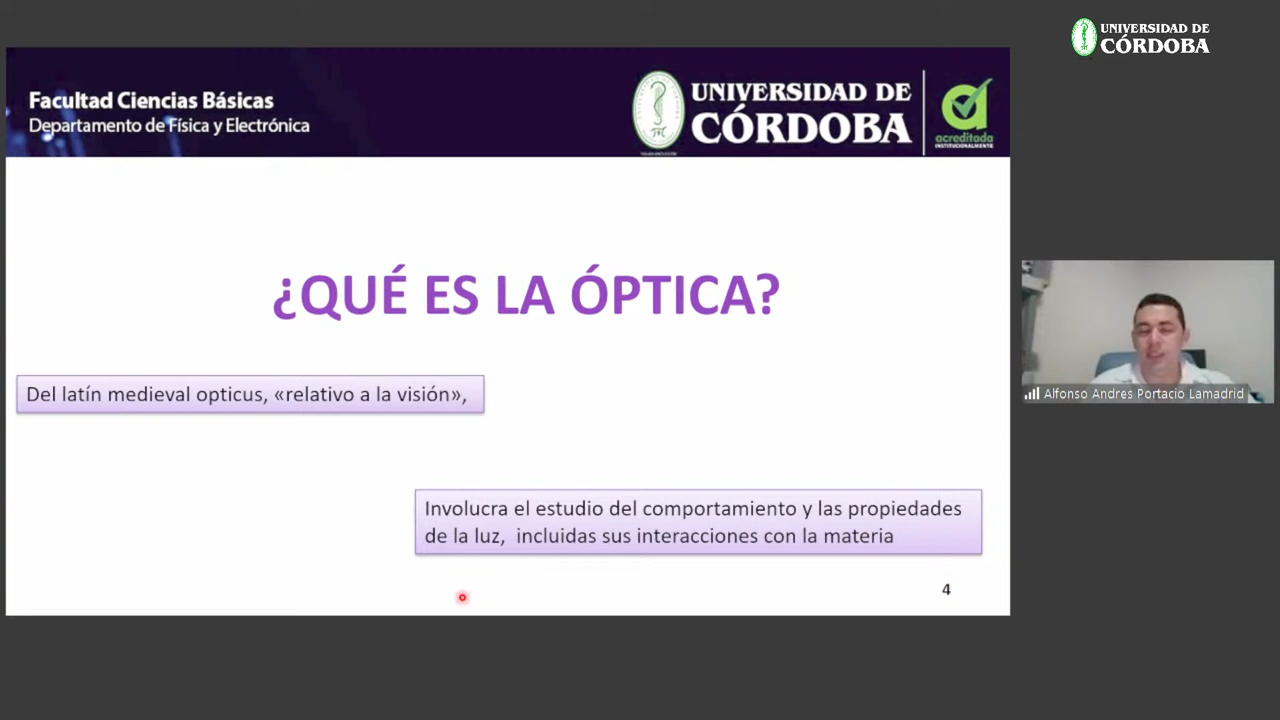 UNIVERSIDAD DE
CÓRDOBA
Facultad Ciencias Básicas
Departamento de Física y Electrónica
UNIVERSIDAD DE
CÓRDOBA
acreditada
INSTITUCIONALMENTE
¿QUÉ ES LA ÓPTICA?
Del latín medieval opticus, «relativo a la visión»,
Alfonso Andres Portacio Lamadrid
Involucra el estudio del comportamiento y las propiedades
de la luz, incluidas sus interacciones con la materia
4